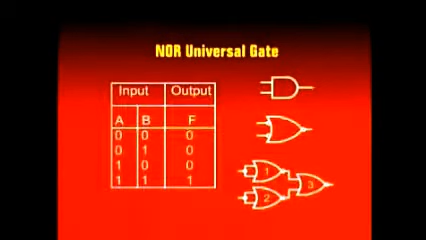 NOR Universal Gate
Input Output
A B F
0 0 0
0 1 0
1 0 0
1 1 1
1
2
3